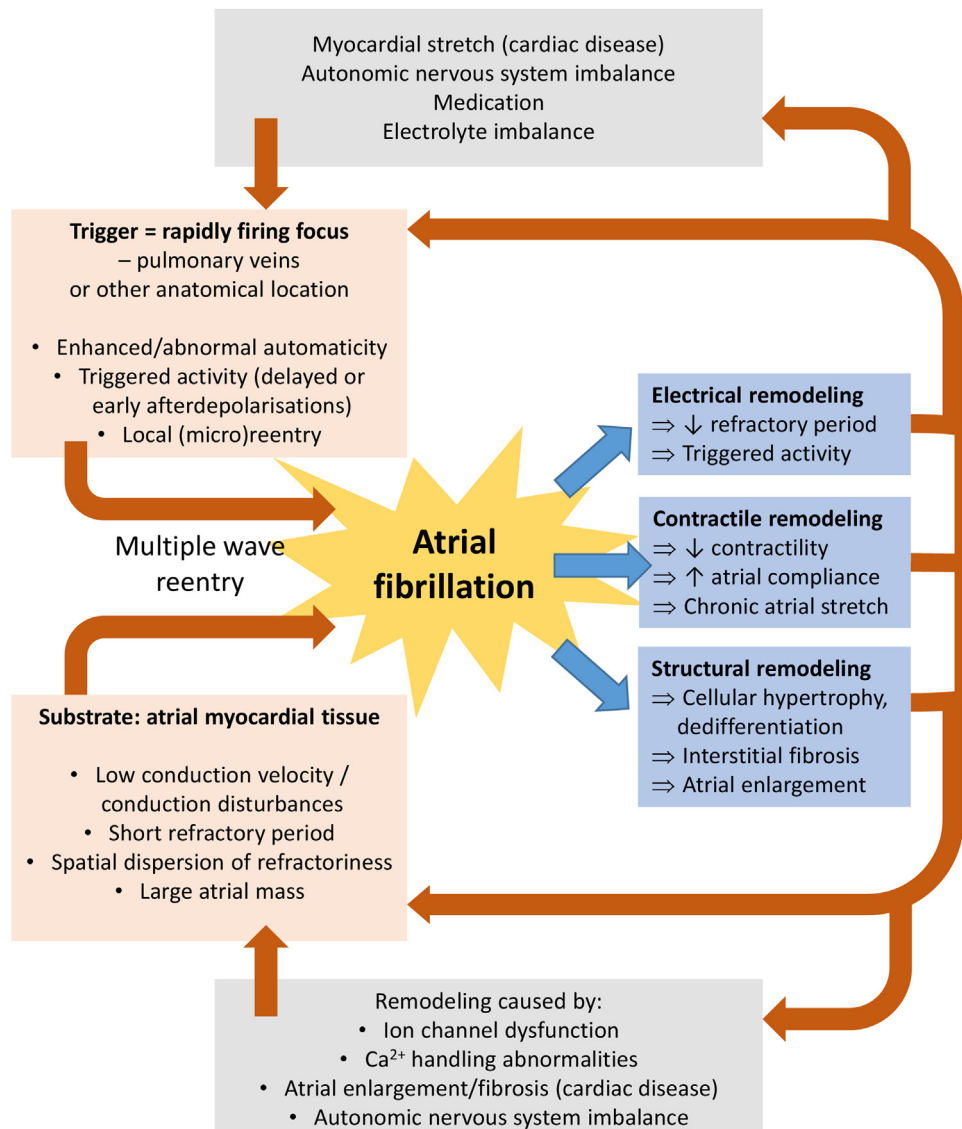 Myocardial stretch (cardiac disease)
Autonomic nervous system imbalance
Medication
Electrolyte imbalance
Trigger = rapidly firing focus
– pulmonary veins
or other anatomical location
• Enhanced/abnormal automaticity
• Triggered activity (delayed or
early afterdepolarisations)
• Local (micro)reentry
Multiple wave
reentry
Atrial
fibrillation
Electrical remodeling
⇒ ↓ refractory period
⇒ Triggered activity
Contractile remodeling
⇒ ↓ contractility
⇒ ↑ atrial compliance
⇒ Chronic atrial stretch
Structural remodeling
⇒ Cellular hypertrophy,
dedifferentiation
⇒ Interstitial fibrosis
⇒ Atrial enlargement
Substrate: atrial myocardial tissue
• Low conduction velocity /
conduction disturbances
• Short refractory period
• Spatial dispersion of refractoriness
• Large atrial mass
Remodeling caused by:
• Ion channel dysfunction
• Ca²⁺ handling abnormalities
• Atrial enlargement/fibrosis (cardiac disease)
• Autonomic nervous system imbalance